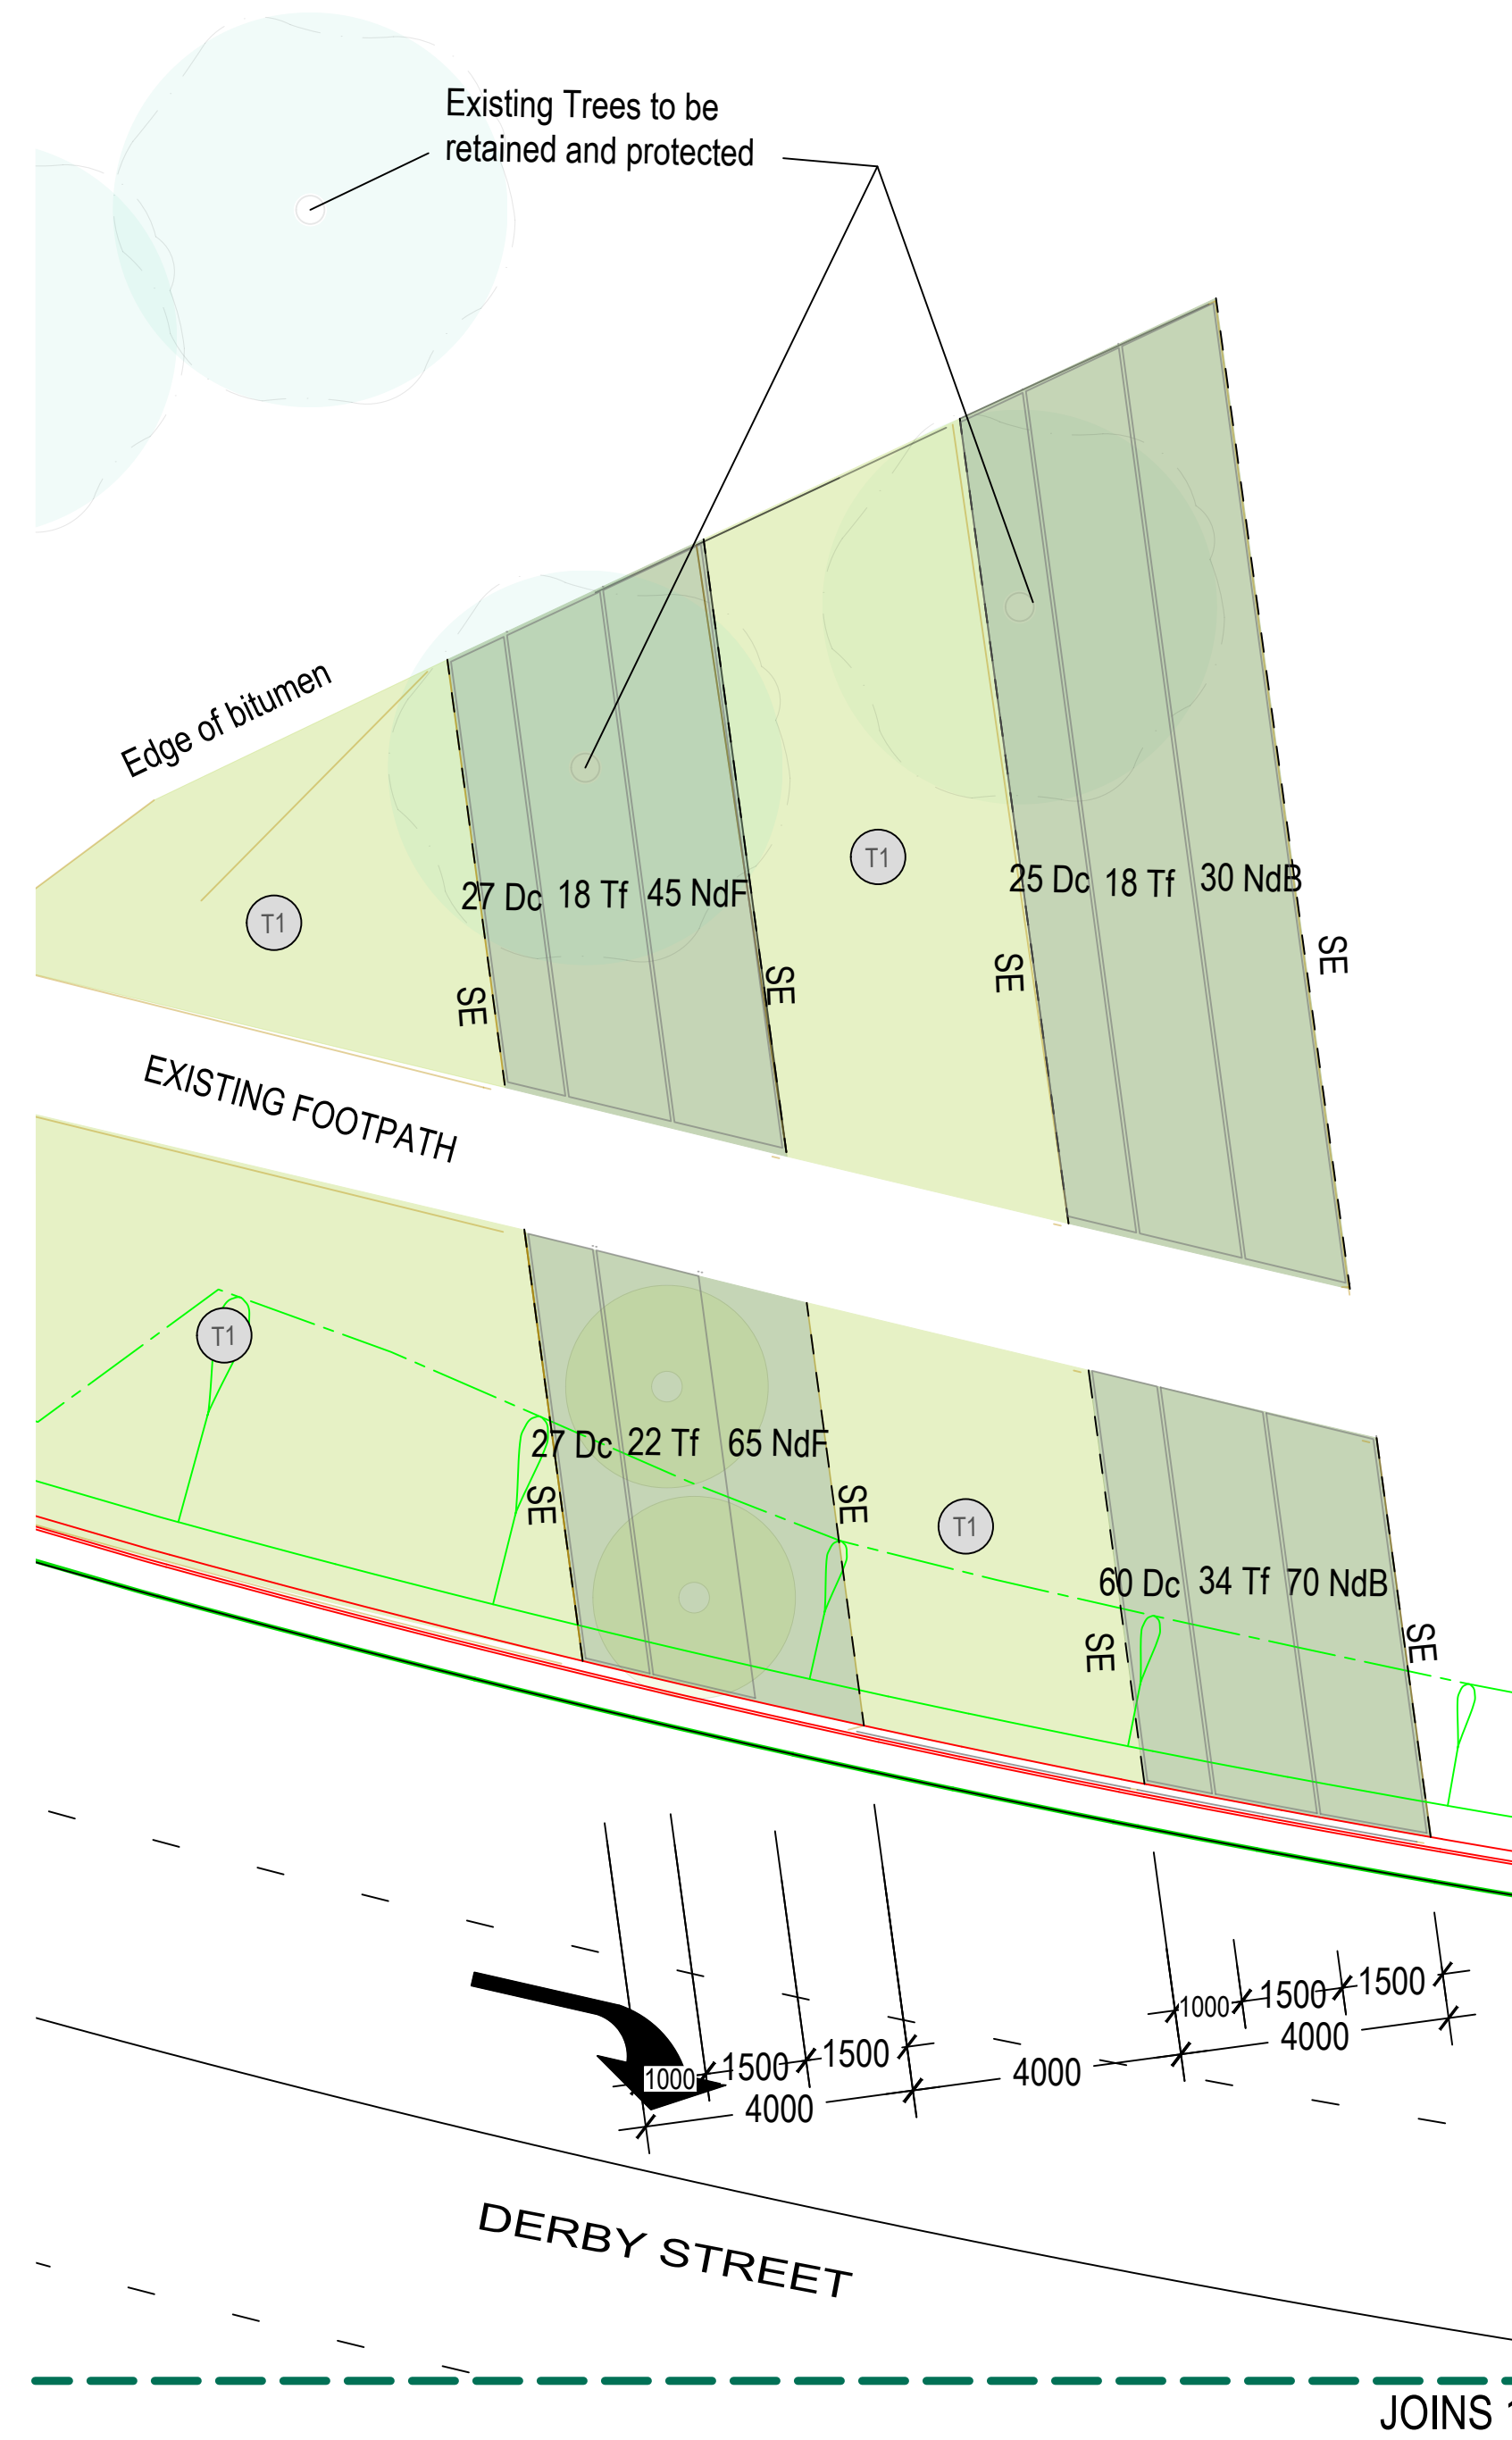 Existing Trees to be
retained and protected
Edge of bitumen
T1
27 Dc 18 Tf 45 NdF
T1
25 Dc 18 Tf 30 NdB
SE
SE
SE
SE
EXISTING FOOTPATH
T1
27 Dc 22 Tf 65 NdF
SE
SE
T1
60 Dc 34 Tf 70 NdB
SE
SE
1000 1500 1500
4000
4000
1000 1500 1500
4000
DERBY STREET
JOINS